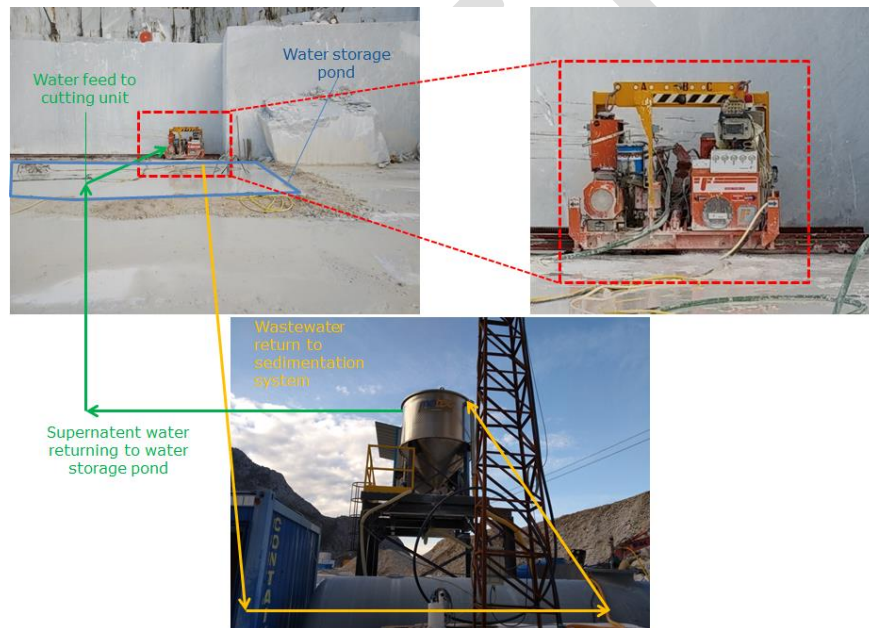 Water storage
pond
Water feed to
cutting unit
A
B
Wastewater
return to
sedimentation
system
Supernatent water
returning to water
storage pond
CONTAI